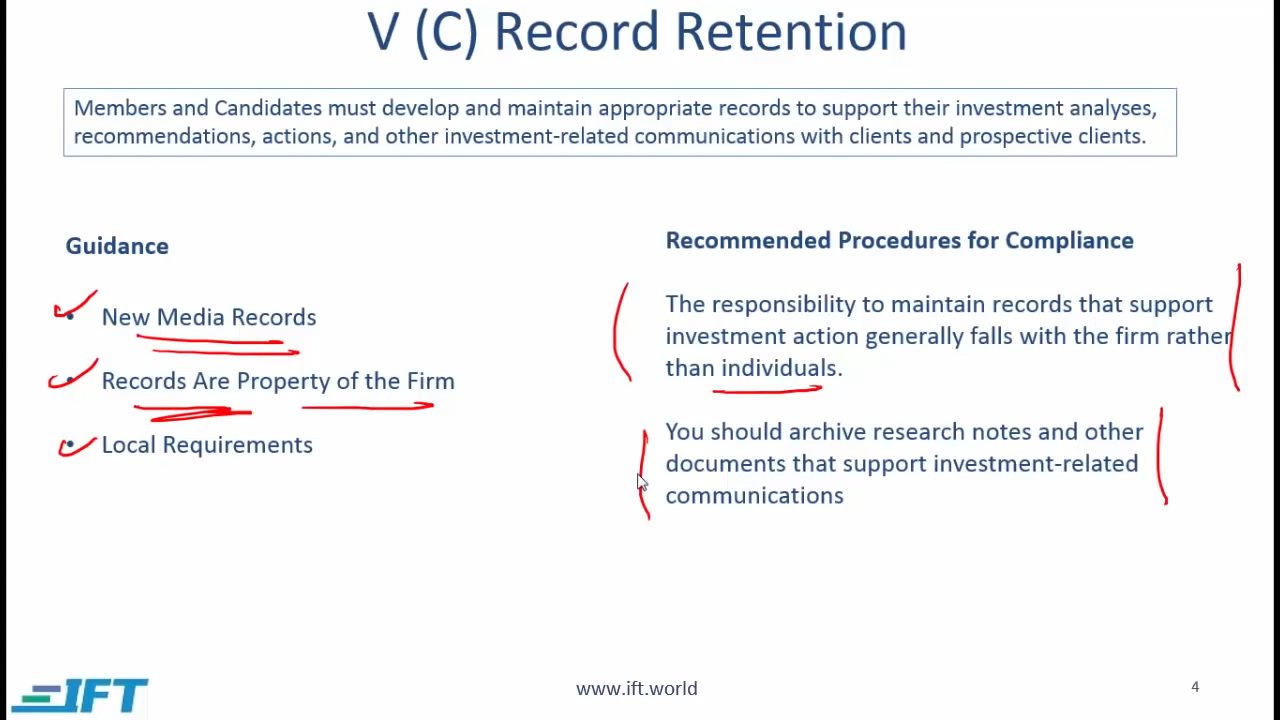 V (C) Record Retention
Members and Candidates must develop and maintain appropriate records to support their investment analyses,
recommendations, actions, and other investment-related communications with clients and prospective clients.
Guidance
• New Media Records
• Records Are Property of the Firm
• Local Requirements
Recommended Procedures for Compliance
The responsibility to maintain records that support
investment action generally falls with the firm rather
than individuals.
You should archive research notes and other
documents that support investment-related
communications
IFT
www.ift.world
4